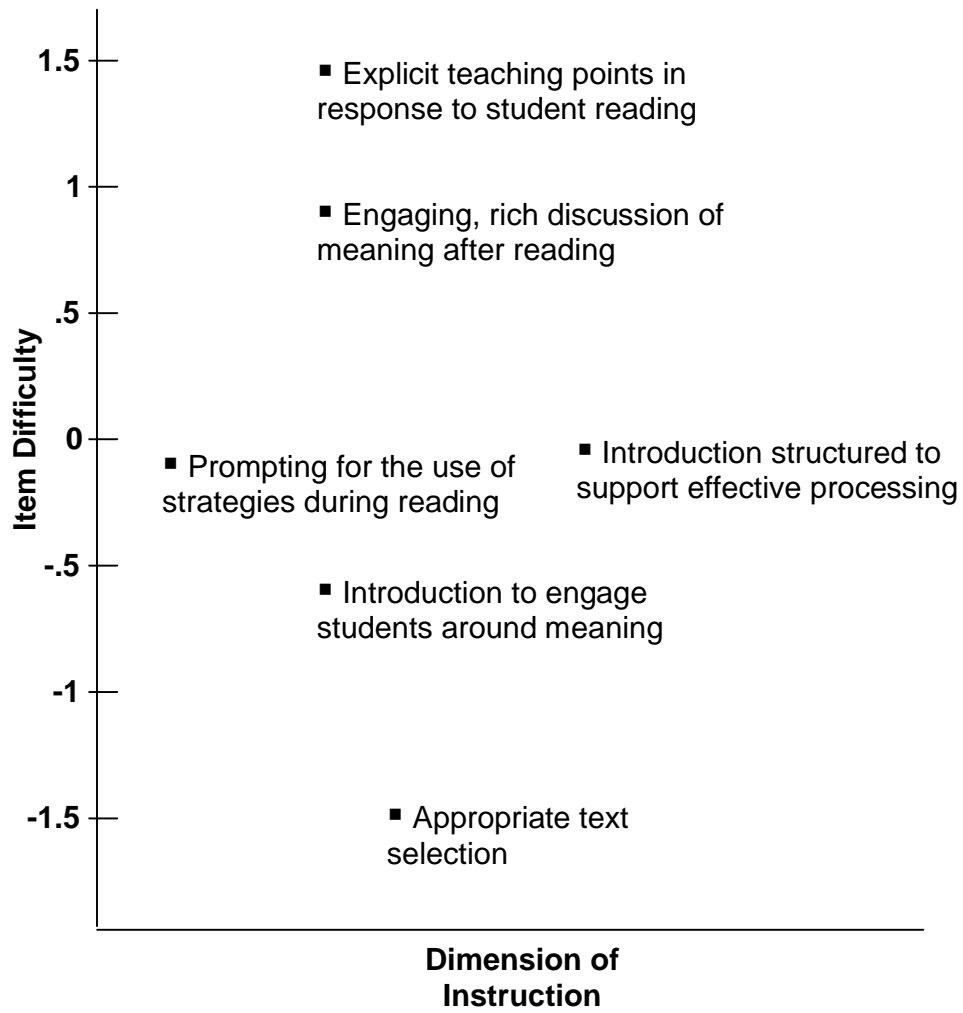 1.5
▪ Explicit teaching points in
response to student reading
1
▪ Engaging, rich discussion of
meaning after reading
.5
Item Difficulty
0
▪ Prompting for the use of
strategies during reading
▪ Introduction structured to
support effective processing
-.5
▪ Introduction to engage
students around meaning
-1
-1.5
▪ Appropriate text
selection
Dimension of
Instruction